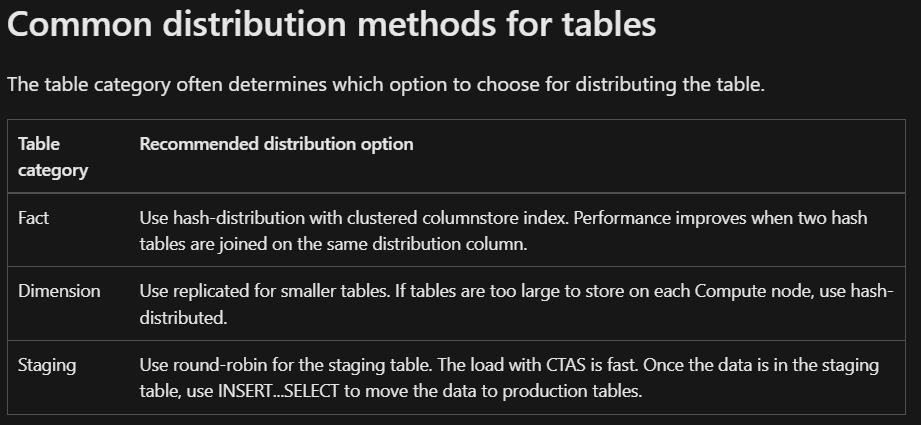 Common distribution methods for tables
The table category often determines which option to choose for distributing the table.
Table
category
Recommended distribution option
Fact
Use hash-distribution with clustered columnstore index. Performance improves when two hash
tables are joined on the same distribution column.
Dimension
Use replicated for smaller tables. If tables are too large to store on each Compute node, use hash-
distributed.
Staging
Use round-robin for the staging table. The load with CTAS is fast. Once the data is in the staging
table, use INSERT...SELECT to move the data to production tables.